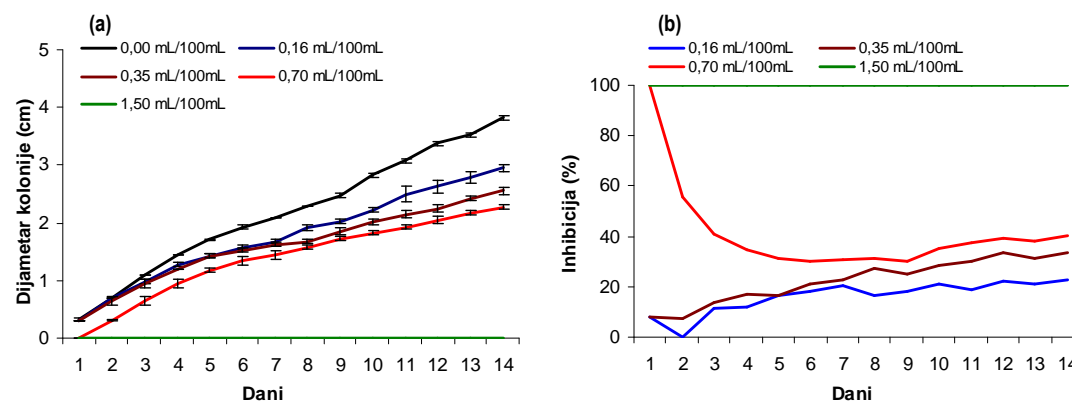 (a)
0,00 mL/100mL 0,16 mL/100mL
0,35 mL/100mL 0,70 mL/100mL
1,50 mL/100mL
Dijametar kolonije (cm)
5
4
3
2
1
0
1 2 3 4 5 6 7 8 9 10 11 12 13 14
Dani
(b)
0,16 mL/100mL 0,35 mL/100mL
0,70 mL/100mL 1,50 mL/100mL
Inhibicija (%)
100
80
60
40
20
0
1 2 3 4 5 6 7 8 9 10 11 12 13 14
Dani